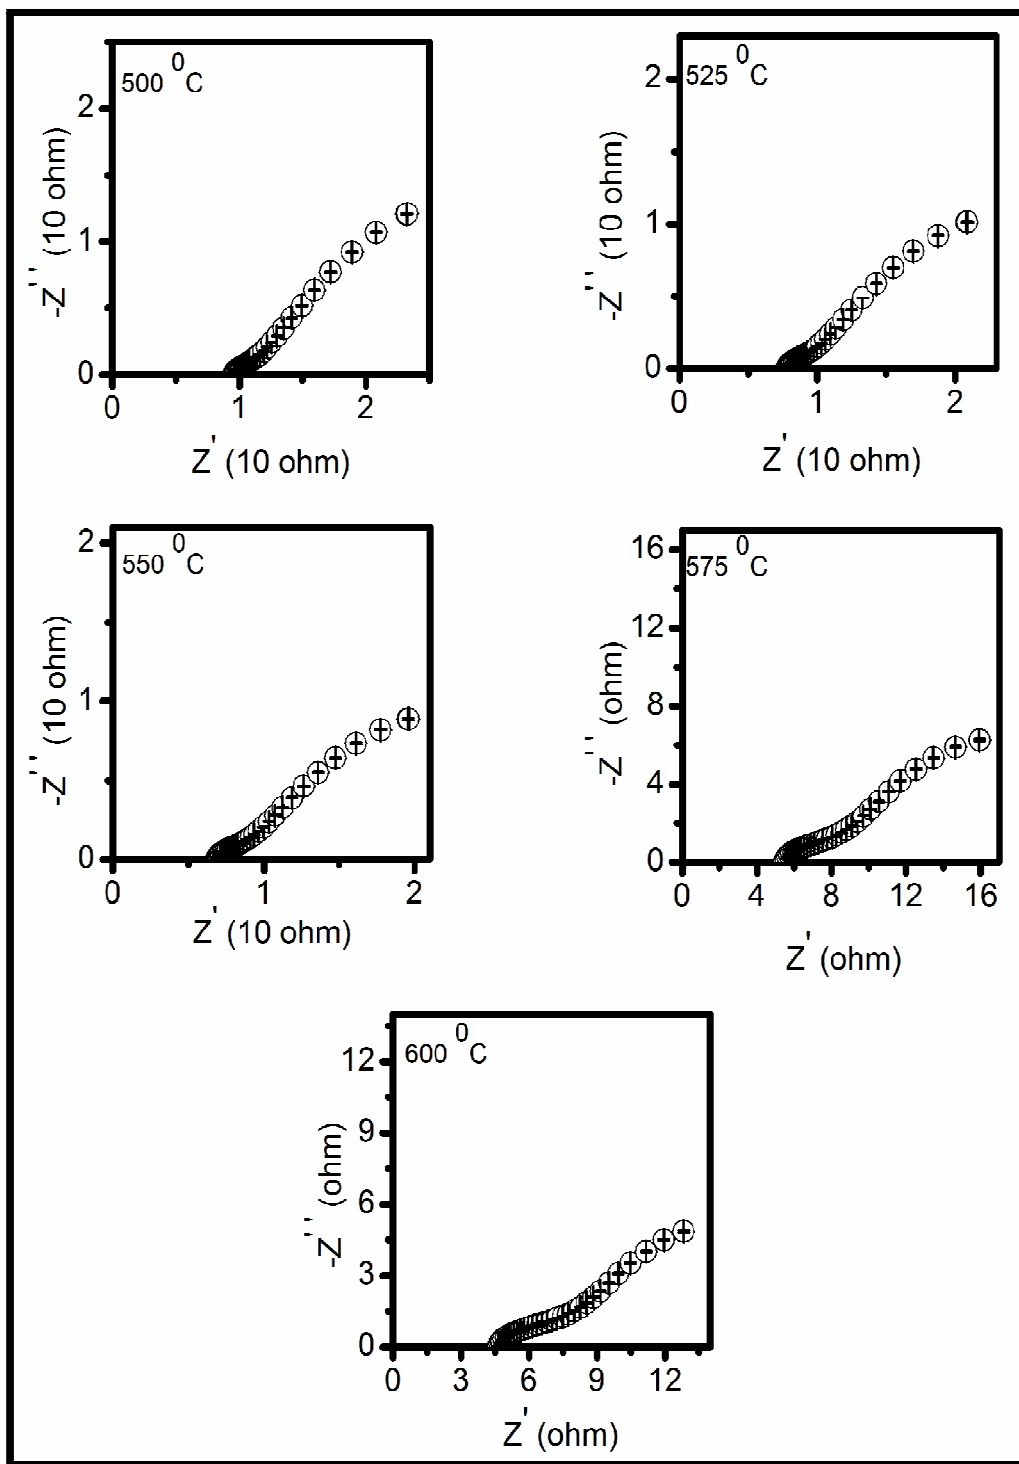 500 ⁰C
2
1
0
-Z'' (10 ohm)
0 1 2
Z' (10 ohm)
525 ⁰C
2
1
0
-Z'' (10 ohm)
0 1 2
Z' (10 ohm)
550 ⁰C
2
1
0
-Z'' (10 ohm)
0 1 2
Z' (10 ohm)
575 ⁰C
16
12
8
4
0
-Z'' (ohm)
0 4 8 12 16
Z' (ohm)
600 ⁰C
12
9
6
3
0
-Z'' (ohm)
0 3 6 9 12
Z' (ohm)